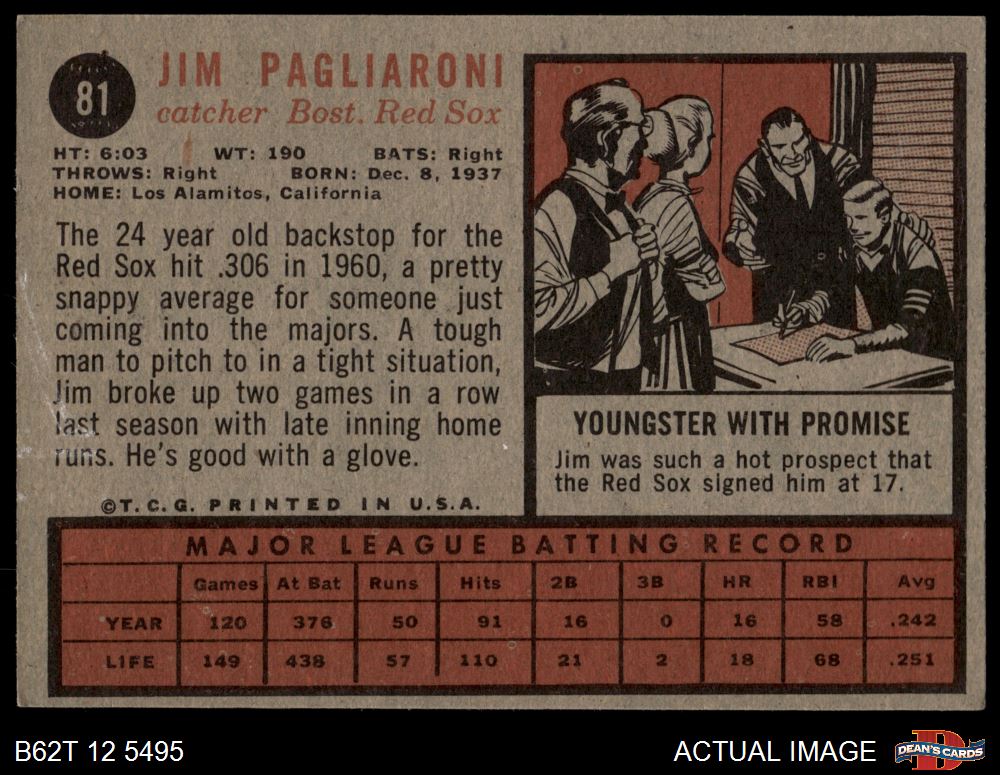 81
JIM PAGLIARONI
catcher Bost. Red Sox
HT: 6:03 WT: 190 BATS: Right
THROWS: Right BORN: Dec. 8, 1937
HOME: Los Alamitos, California
The 24 year old backstop for the
Red Sox hit .306 in 1960, a pretty
snappy average for someone just
coming into the majors. A tough
man to pitch to in a tight situation,
Jim broke up two games in a row
last season with late inning home
runs. He's good with a glove.
©T.C.G. PRINTED IN U.S.A.
YOUNGSTER WITH PROMISE
Jim was such a hot prospect that
the Red Sox signed him at 17.
MAJOR LEAGUE BATTING RECORD
Games At Bat Runs Hits 2B 3B HR RBI Avg
YEAR 120 376 50 91 16 0 16 58 .242
LIFE 149 438 57 110 21 2 18 68 .251
B62T 12 5495
ACTUAL IMAGE
D
DEAN'S CARDS